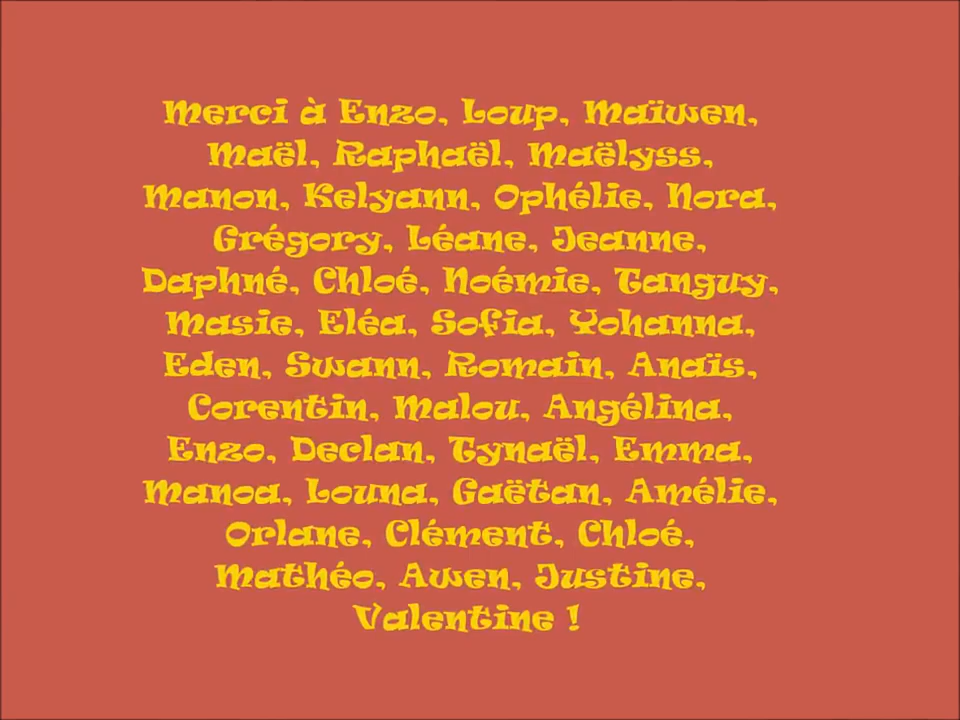 Merci à Enzo, Loup, Maïwen,
Maël, Raphaël, Maëlyss,
Manon, Kelyann, Ophélie, Nora,
Grégory, Léane, Jeanne,
Daphné, Chloé, Noémie, Tanguy,
Masie, Eléa, Sofia, Yohanna,
Eden, Swann, Romain, Anaïs,
Corentin, Malou, Angélina,
Enzo, Declan, Tynaël, Emma,
Manoa, Louna, Gaëtan, Amélie,
Orlane, Clément, Chloé,
Mathéo, Awen, Justine,
Valentine !